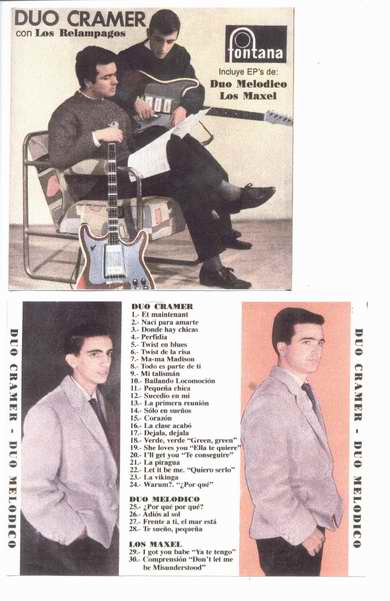 DUO CRAMER
con Los Relampagos
fontana
Incluye EP's de:
Duo Melodico
Los Maxel
DUO CRAMER - DUO MELODICO
DUO CRAMER
1.- Et maintenant
2.- Nací para amarte
3.- Donde hay chicas
4.- Perfidia
5.- Twist en blues
6.- Twist de la risa
7.- Ma-ma Madison
8.- Todo es parte de ti
9.- Mi talismán
10.- Bailando Locomoción
11.- Pequeña chica
12.- Sucedio en mi
13.- La primera reunión
14.- Sólo en sueños
15.- Corazón
16.- La clase acabó
17.- Dejala, dejala
18.- Verde, verde "Green, green"
19.- She loves you "Ella te quiere"
20.- I'll get you "Te conseguire"
21.- La piragua
22.- Let it be me. "Quiero serlo"
23.- La vikinga
24.- Warum?. "¿Por qué"
DUO MELODICO
25.- ¿Por qué por qué?
26.- Adiós al sol
27.- Frente a ti, el mar está
28.- Te sueño, pequeña
LOS MAXEL
29.- I got you babe "Ya te tengo"
30.- Comprensión "Don't let me
be Misunderstood"
DUO CRAMER - DUO MELODICO